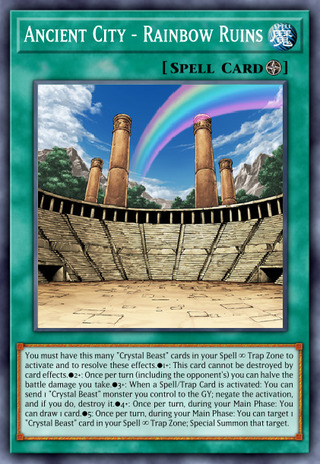 Ancient City - Rainbow Ruins 魔
[Spell Card]
You must have this many "Crystal Beast" cards in your Spell & Trap Zone to
activate and to resolve these effects.●1+: This card cannot be destroyed by
card effects.●2+: Once per turn (including the opponent's) you can halve the
battle damage you take.●3+: When a Spell/Trap Card is activated: You can
send 1 "Crystal Beast" monster you control to the GY; negate the activation,
and if you do, destroy it.●4+: Once per turn, during your Main Phase: You
can draw 1 card.●5: Once per turn, during your Main Phase: You can target 1
"Crystal Beast" card in your Spell & Trap Zone; Special Summon that target.